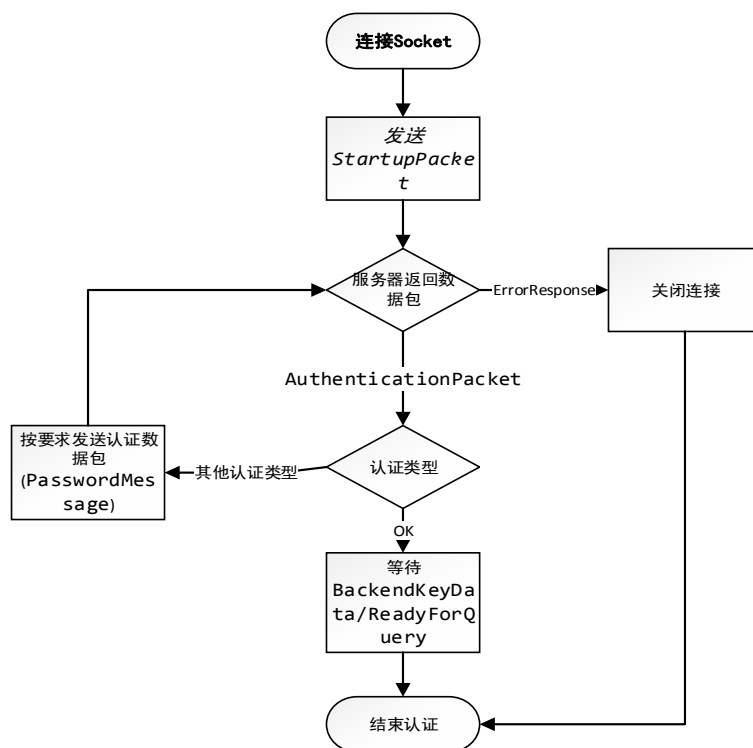 连接Socket
发送
StartupPacke
t
服务器返回数
据包
ErrorResponse
关闭连接
AuthenticationPacket
按要求发送认证数
据包
(PasswordMes
sage)
其他认证类型
认证类型
OK
等待
BackendKeyDa
ta/ReadyForQ
uery
结束认证